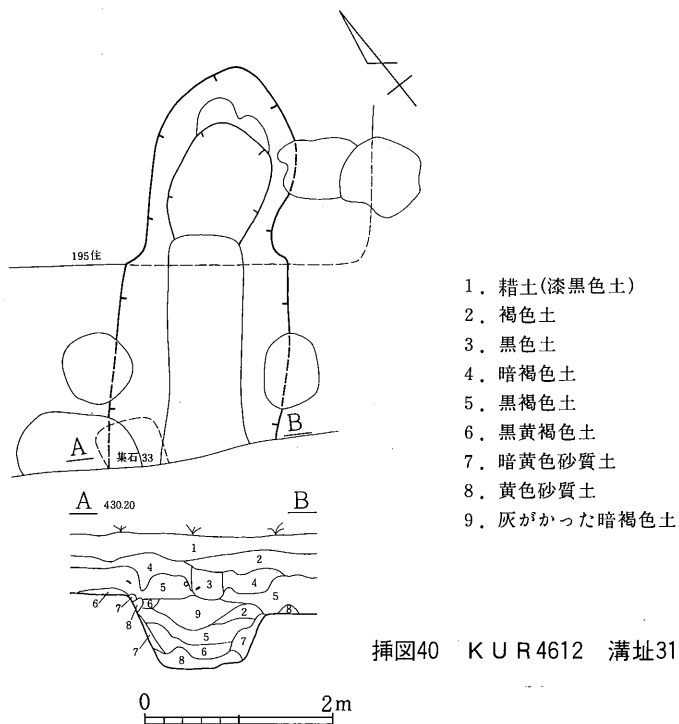 195住
1. 耤土(漆黒色土)
2. 褐色土
3. 黒色土
4. 暗褐色土
5. 黒褐色土
6. 黒黄褐色土
7. 暗黄色砂質土
8. 黄色砂質土
9. 灰がかった暗褐色土
A 集石33 B
A 430.20 B
1
2
4
3 4
5
5
6 7 8 6 9 2 8
5
7 6 7
8
挿図40 KUR4612 溝址31
0 2m